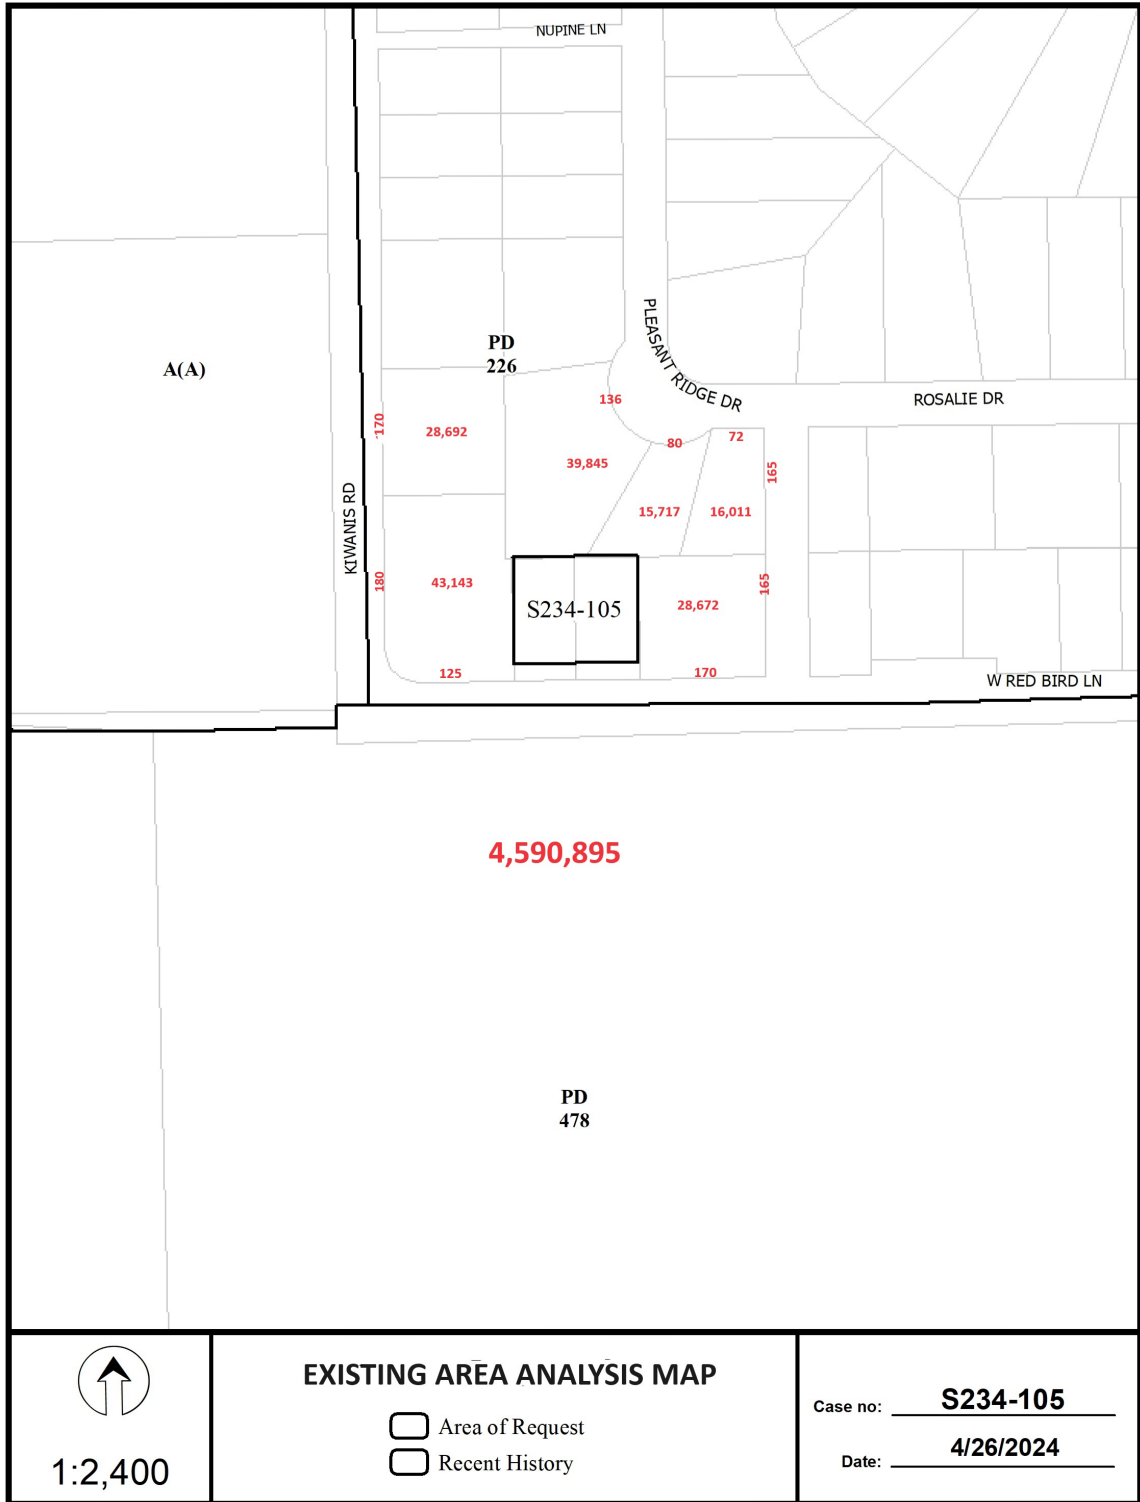 NUPINE LN
PLEASANT RIDGE DR
PD
226
A(A)
ROSALIE DR
136
170
28,692
80
72
39,845
165
15,717
16,011
KIWANIS RD
180
43,143
S234-105
28,672
165
125
170
W RED BIRD LN
4,590,895
PD
478
1:2,400
EXISTING AREA ANALYSIS MAP
Area of Request
Recent History
Case no: S234-105
Date: 4/26/2024